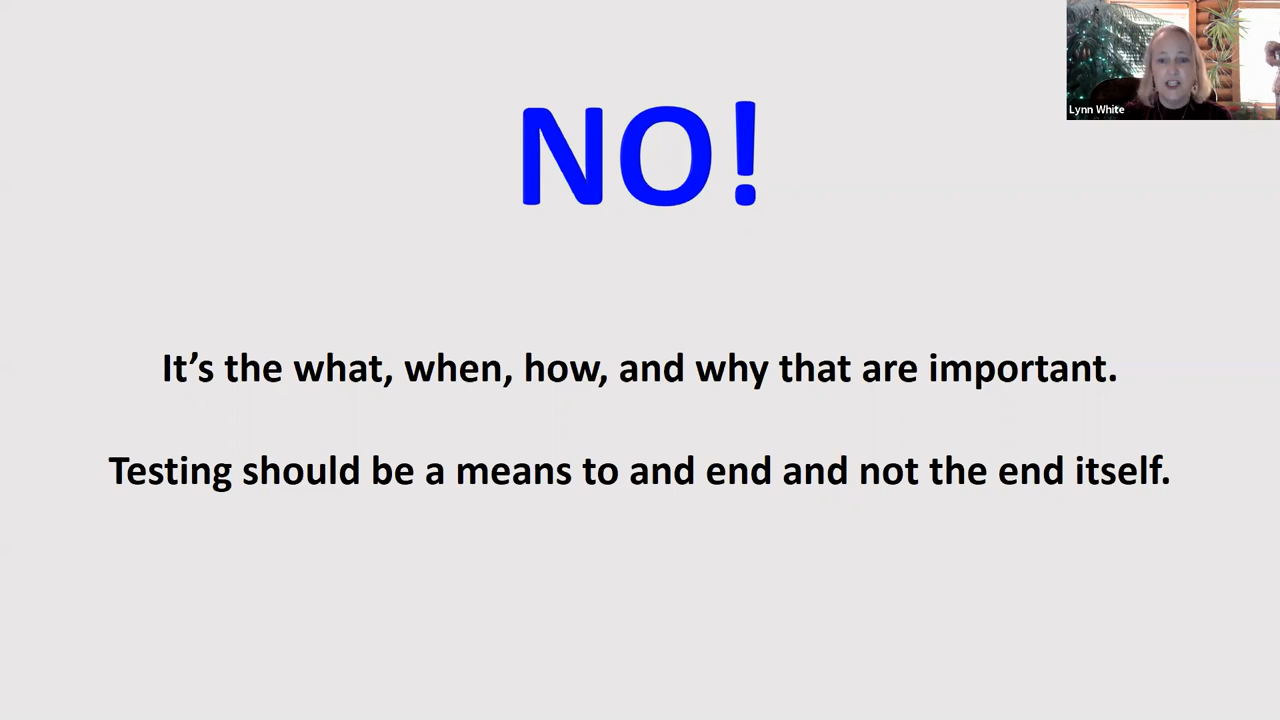 NO!
Lynn White
It’s the what, when, how, and why that are important.
Testing should be a means to and end and not the end itself.